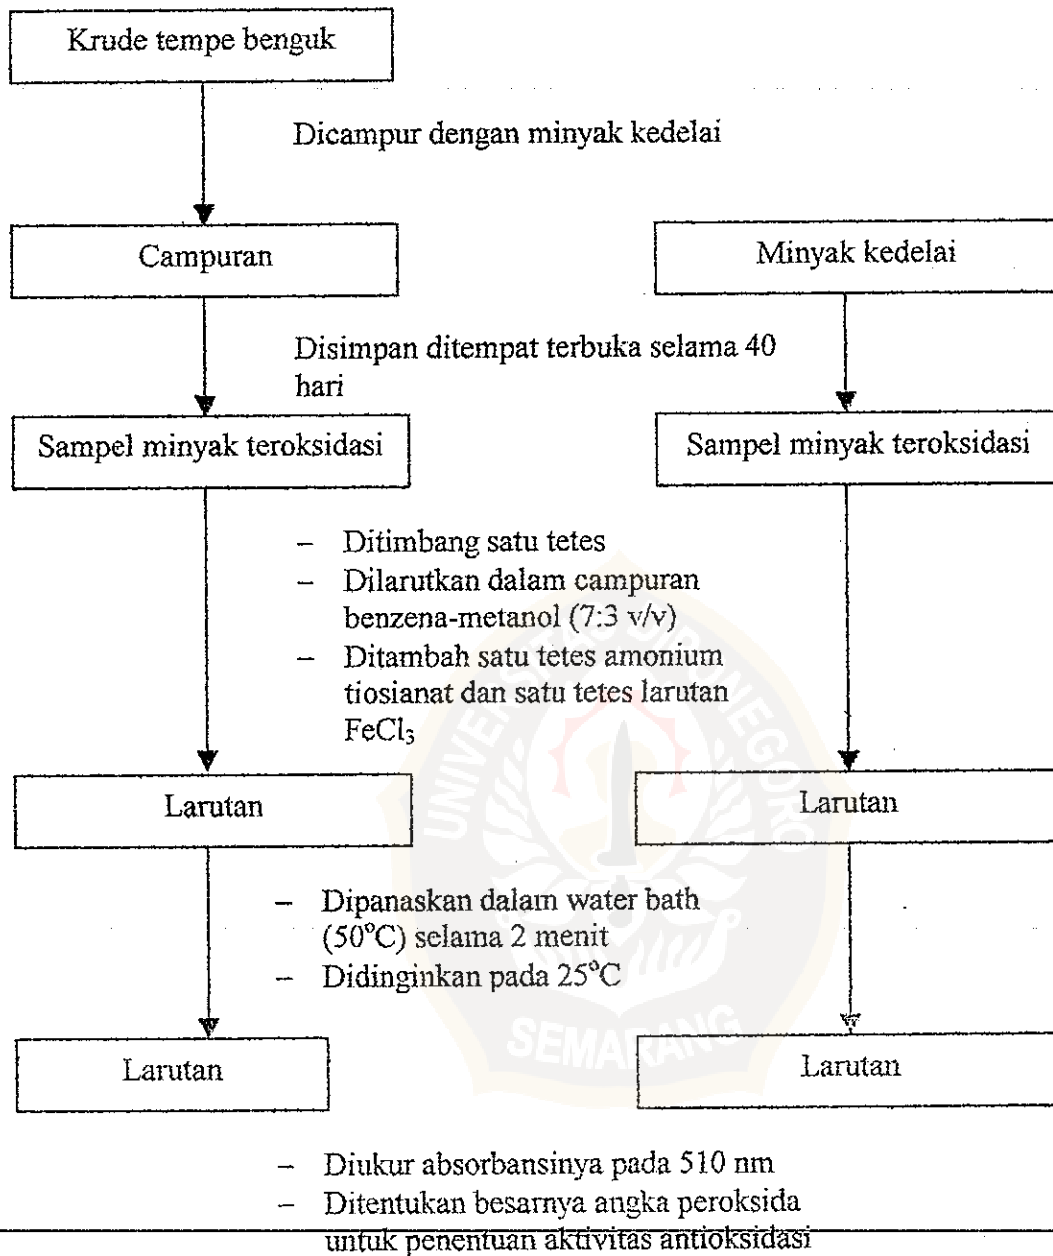 Krude tempe benguk
Dicampur dengan minyak kedelai
Campuran
Minyak kedelai
Disimpan ditempat terbuka selama 40
hari
Sampel minyak teroksidasi
Sampel minyak teroksidasi
– Ditimbang satu tetes
– Dilarutkan dalam campuran
benzena-metanol (7:3 v/v)
– Ditambah satu tetes amonium
tiosianat dan satu tetes larutan
FeCl₃
Larutan
Larutan
– Dipanaskan dalam water bath
(50°C) selama 2 menit
– Didinginkan pada 25°C
Larutan
Larutan
– Diukur absorbansinya pada 510 nm
– Ditentukan besarnya angka peroksida
untuk penentuan aktivitas antioksidasi
UNIVERSITAS DIPONEGORO
SEMARANG